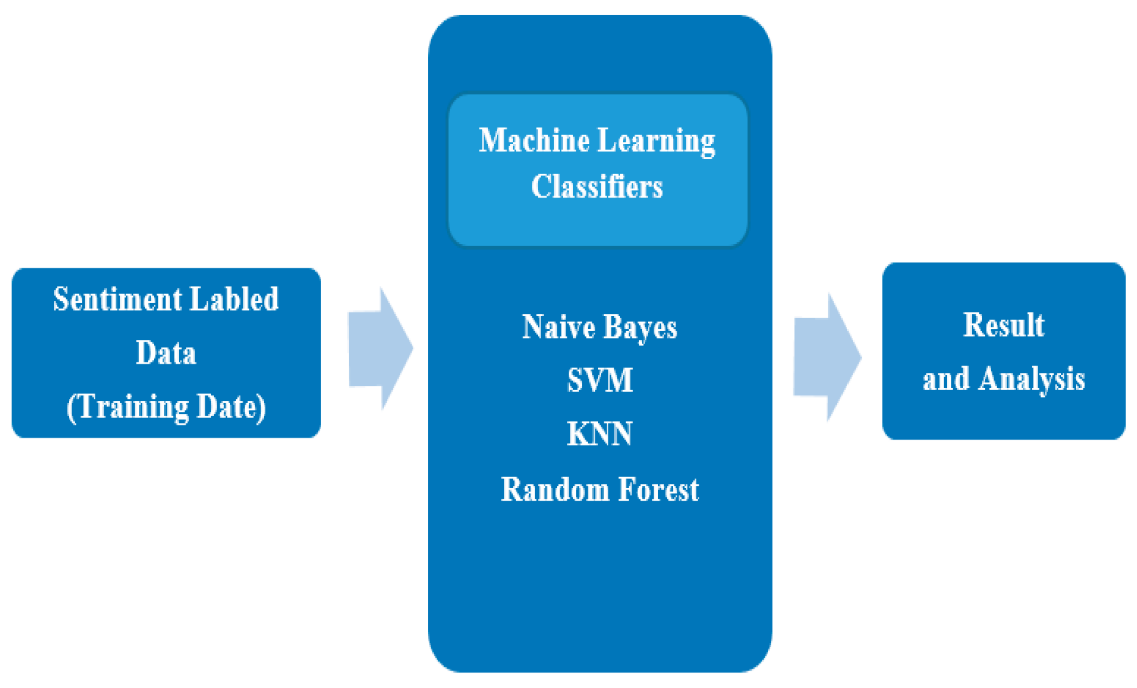 Sentiment Labled
Data
(Training Date)
Machine Learning
Classifiers
Naive Bayes
SVM
KNN
Random Forest
Result
and Analysis